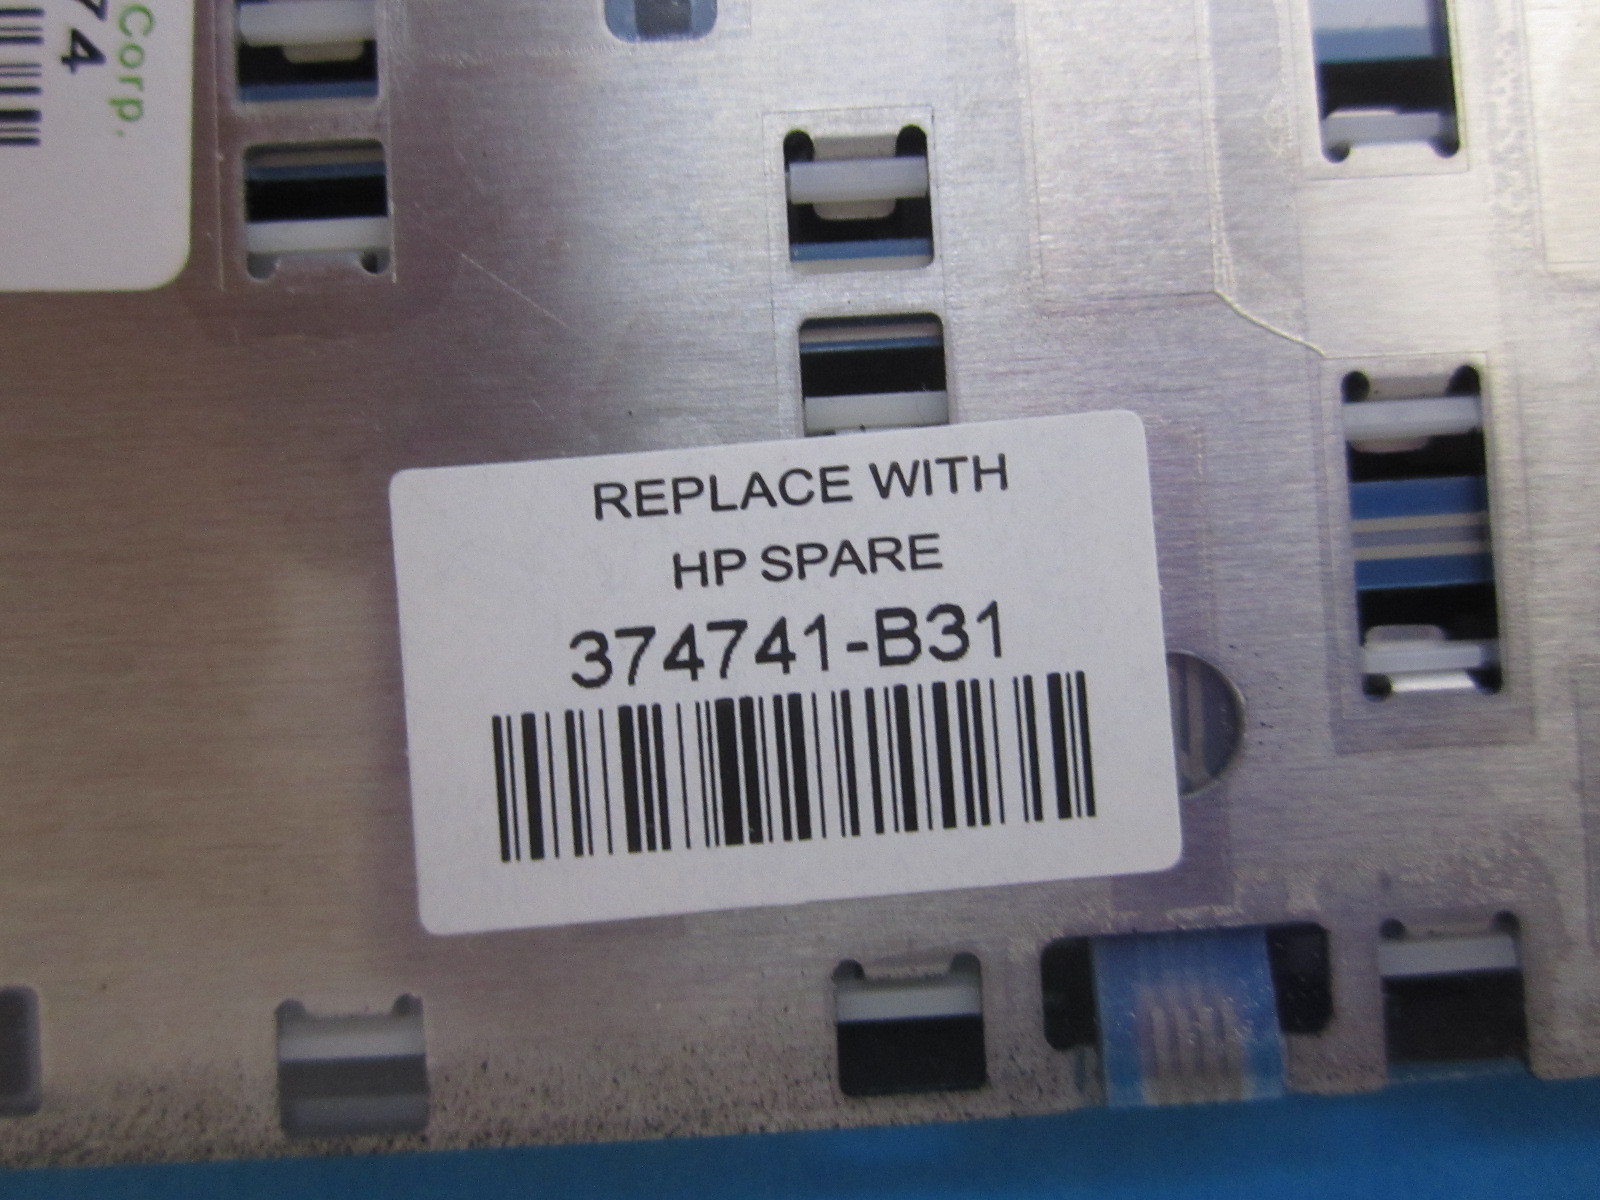 Corp.
74
REPLACE WITH
HP SPARE
374741-B31